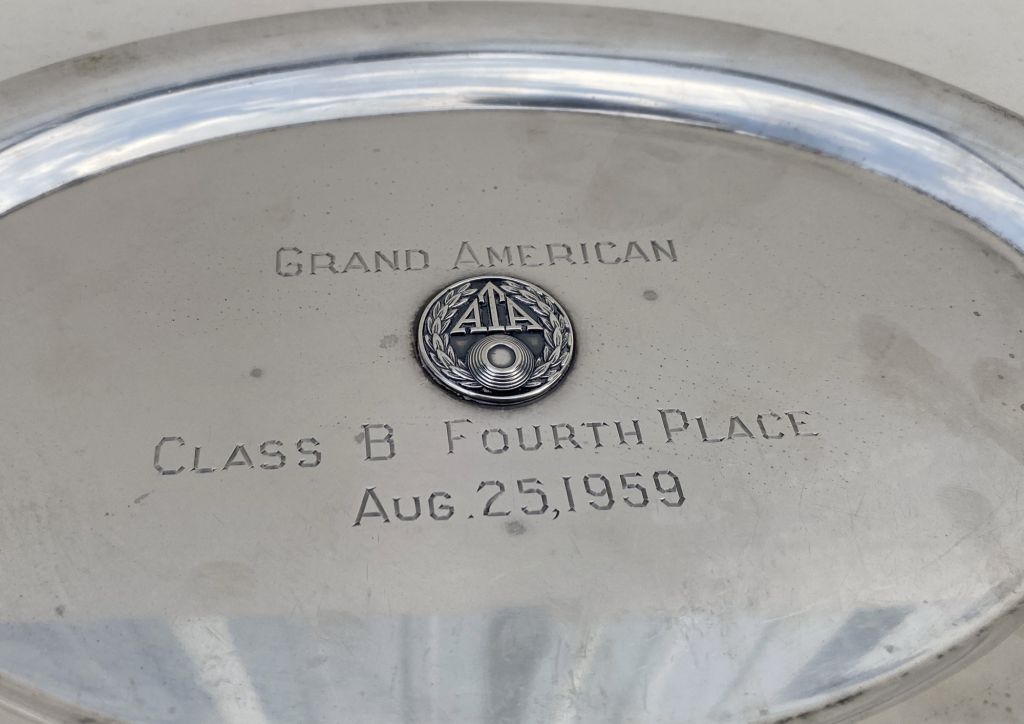 GRAND AMERICAN
ATA
CLASS B FOURTH PLACE
AUG. 25, 1959